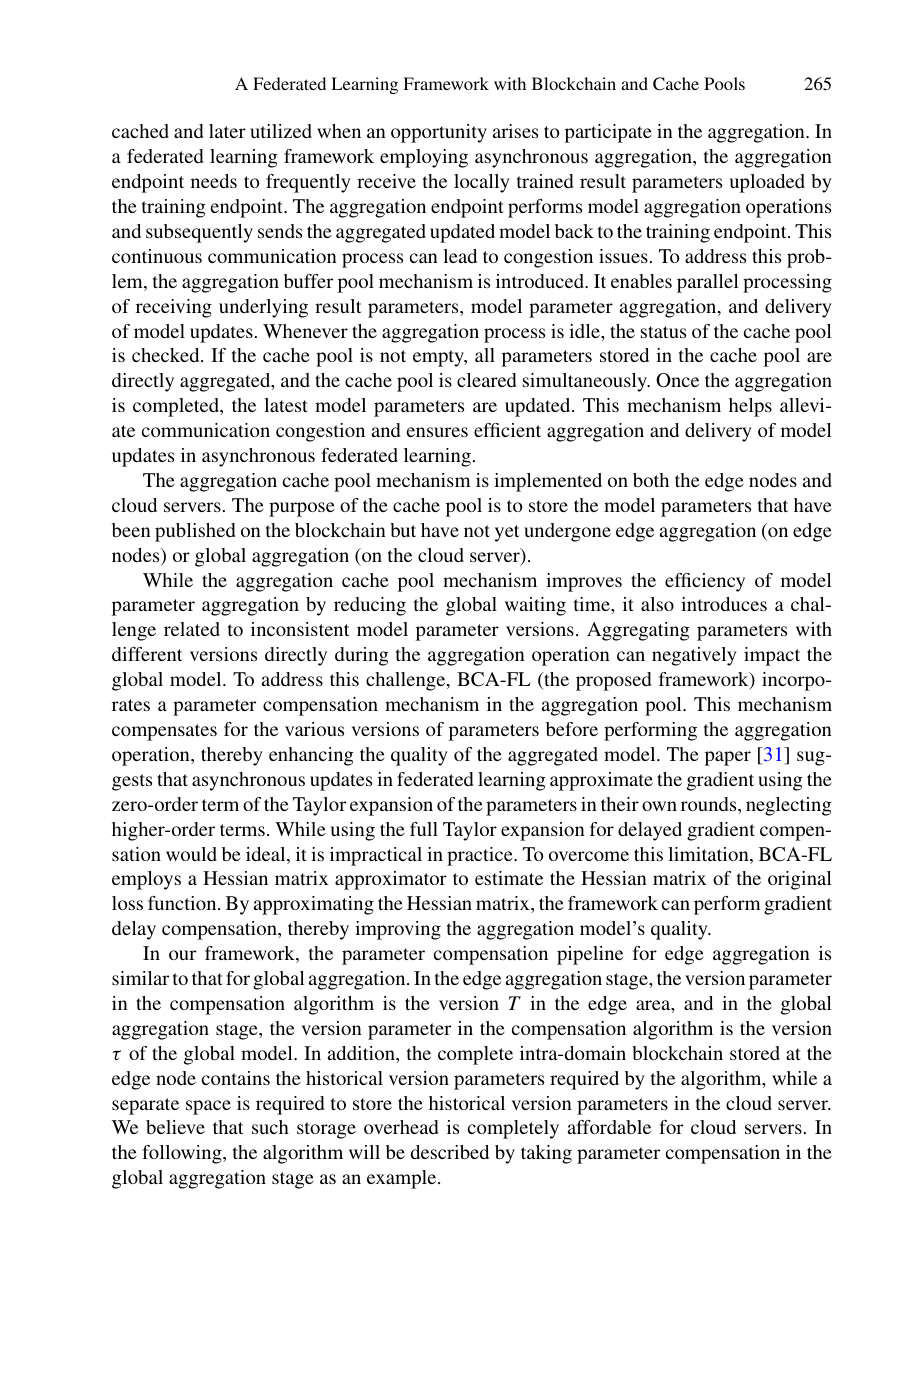 A Federated Learning Framework with Blockchain and Cache Pools 265
cached and later utilized when an opportunity arises to participate in the aggregation. In
a federated learning framework employing asynchronous aggregation, the aggregation
endpoint needs to frequently receive the locally trained result parameters uploaded by
the training endpoint. The aggregation endpoint performs model aggregation operations
and subsequently sends the aggregated updated model back to the training endpoint. This
continuous communication process can lead to congestion issues. To address this prob-
lem, the aggregation buffer pool mechanism is introduced. It enables parallel processing
of receiving underlying result parameters, model parameter aggregation, and delivery
of model updates. Whenever the aggregation process is idle, the status of the cache pool
is checked. If the cache pool is not empty, all parameters stored in the cache pool are
directly aggregated, and the cache pool is cleared simultaneously. Once the aggregation
is completed, the latest model parameters are updated. This mechanism helps allevi-
ate communication congestion and ensures efficient aggregation and delivery of model
updates in asynchronous federated learning.
The aggregation cache pool mechanism is implemented on both the edge nodes and
cloud servers. The purpose of the cache pool is to store the model parameters that have
been published on the blockchain but have not yet undergone edge aggregation (on edge
nodes) or global aggregation (on the cloud server).
While the aggregation cache pool mechanism improves the efficiency of model
parameter aggregation by reducing the global waiting time, it also introduces a chal-
lenge related to inconsistent model parameter versions. Aggregating parameters with
different versions directly during the aggregation operation can negatively impact the
global model. To address this challenge, BCA-FL (the proposed framework) incorpo-
rates a parameter compensation mechanism in the aggregation pool. This mechanism
compensates for the various versions of parameters before performing the aggregation
operation, thereby enhancing the quality of the aggregated model. The paper [31] sug-
gests that asynchronous updates in federated learning approximate the gradient using the
zero-order term of the Taylor expansion of the parameters in their own rounds, neglecting
higher-order terms. While using the full Taylor expansion for delayed gradient compen-
sation would be ideal, it is impractical in practice. To overcome this limitation, BCA-FL
employs a Hessian matrix approximator to estimate the Hessian matrix of the original
loss function. By approximating the Hessian matrix, the framework can perform gradient
delay compensation, thereby improving the aggregation model's quality.
In our framework, the parameter compensation pipeline for edge aggregation is
similar to that for global aggregation. In the edge aggregation stage, the version parameter
in the compensation algorithm is the version T in the edge area, and in the global
aggregation stage, the version parameter in the compensation algorithm is the version
τ of the global model. In addition, the complete intra-domain blockchain stored at the
edge node contains the historical version parameters required by the algorithm, while a
separate space is required to store the historical version parameters in the cloud server.
We believe that such storage overhead is completely affordable for cloud servers. In
the following, the algorithm will be described by taking parameter compensation in the
global aggregation stage as an example.